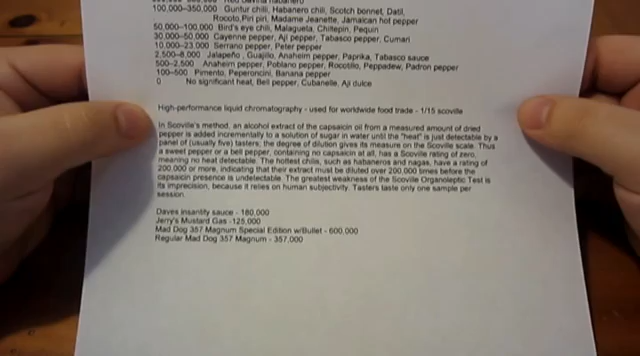 100,000–350,000 Guntur chilli, Habanero chili, Scotch bonnet, Datil,
Rocoto, Piri piri, Madame Jeanette, Jamaican hot pepper
50,000–100,000 Bird's eye chili, Malagueta, Chiltepin, Pequin
30,000–50,000 Cayenne pepper, Ají pepper, Tabasco pepper, Cumari
10,000–23,000 Serrano pepper, Peter pepper
2,500–8,000 Jalapeño, Guajillo, Anaheim pepper, Paprika, Tabasco sauce
500–2,500 Anaheim pepper, Poblano pepper, Rocotillo, Peppadew, Padron pepper
100–500 Pimento, Peperoncini, Banana pepper
0 No significant heat, Bell pepper, Cubanelle, Aji dulce
High-performance liquid chromatography - used for worldwide food trade - 1/15 scoville
In Scoville's method, an alcohol extract of the capsaicin oil from a measured amount of dried
pepper is added incrementally to a solution of sugar in water until the "heat" is just detectable by a
panel of (usually five) tasters; the degree of dilution gives its measure on the Scoville scale. Thus
a sweet pepper or a bell pepper, containing no capsaicin at all, has a Scoville rating of zero,
meaning no heat detectable. The hottest chilis, such as habaneros and nagas, have a rating of
200,000 or more, indicating that their extract must be diluted over 200,000 times before the
capsaicin presence is undetectable. The greatest weakness of the Scoville Organoleptic Test is
its imprecision, because it relies on human subjectivity. Tasters taste only one sample per
session.
Daves insanity sauce - 180,000
Jerry's Mustard Gas -125,000
Mad Dog 357 Magnum Special Edition w/Bullet - 600,000
Regular Mad Dog 357 Magnum - 357,000